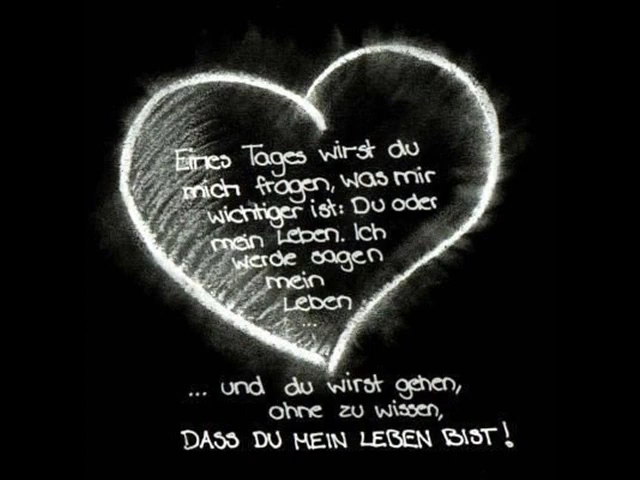 Eines Tages wirst du
mich fragen, was mir
wichtiger ist: Du oder
mein Leben. Ich
werde sagen
mein
Leben
...
... und du wirst gehen,
ohne zu wissen,
DASS DU MEIN LEBEN BIST!